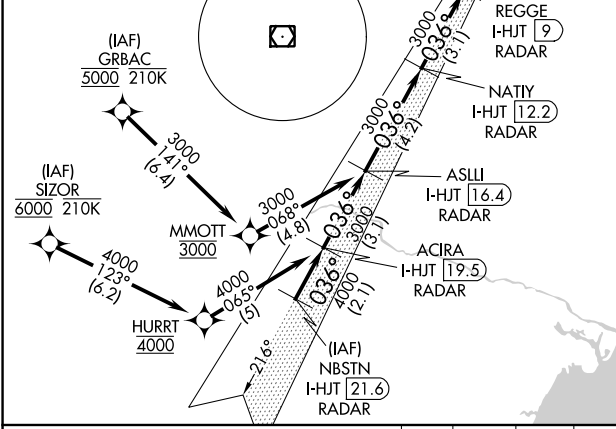 REGGE
I-HJT 9
RADAR
3000
036°
(3.1)
(IAF)
GRBAC
5000 210K
NATIY
I-HJT 12.2
RADAR
3000
036°
(4.2)
3000
141°
(6.4)
(IAF)
SIZOR
6000 210K
ASLLI
I-HJT 16.4
RADAR
MMOTT
3000
3000
068°
(4.8)
036°
3000
(3.1)
4000
123°
(6.2)
ACIRA
I-HJT 19.5
RADAR
4000
065°
(5)
036°
4000
(2.1)
HURRT
4000
216°
(IAF)
NBSTN
I-HJT 21.6
RADAR